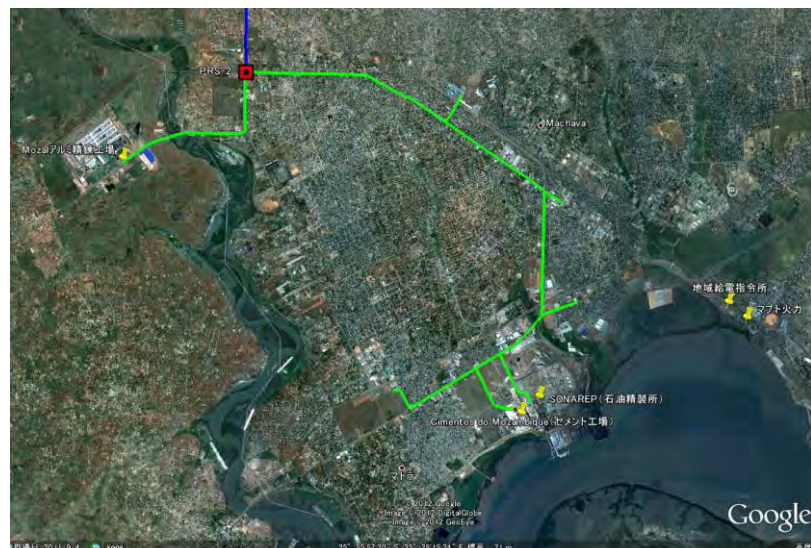 PRS-2
Machava
Mozalアルミ精錬工場
地域給電指令所
マプト火力
SONAREP(石油精製所)
Cimentos do Mozambique(セメント工場)
マトラ
© 2012 Google
Image © 2012 DigitalGlobe
Image © 2012 GeoEye
Google